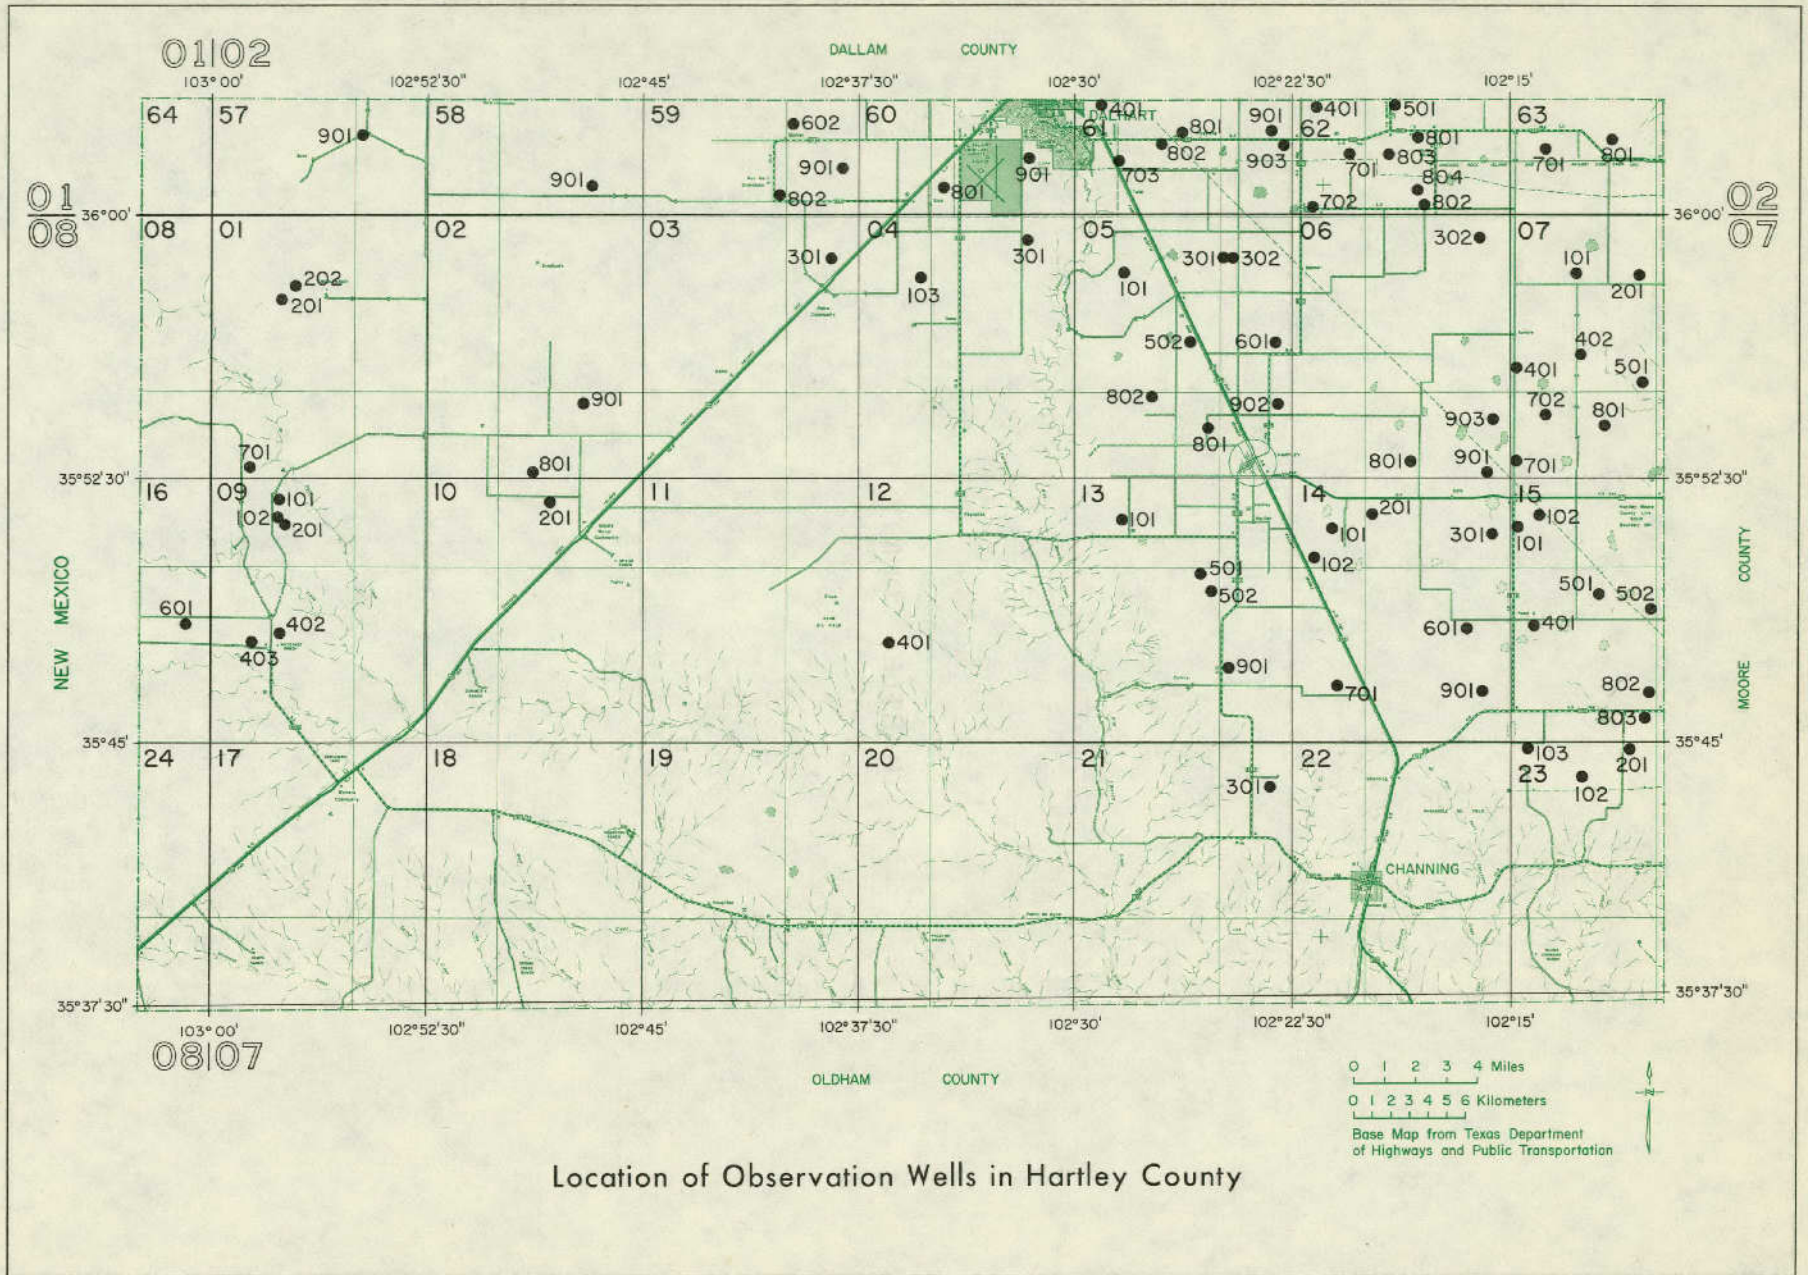 01|02
DALLAM COUNTY
103°00'
102°52'30"
102°45'
102°37'30"
102°30'
102°22'30"
102°15'
64 57 58 59 60 61 62 63
DALHART
401
901 401 501
602 801 801
901
802 903 701 803 701 801
901 901 703
901 802 801 804
702 802
01
08
36°00'
36°00'
02
07
08 01 02 03 04 05 06 07
302
301 301 301 302
103 101 101 201
202
201
502 601 402
401 501
901 802 902 903 702 801
801
701 801 801 901 701
35°52'30"
35°52'30"
16 09 10 11 12 13 14 15
101
102 201
201 101 201 102
101 301 101
102
501 501 502
502
601
402 401 601 401
403
901
701 901 802
803
NEW MEXICO
MOORE COUNTY
35°45'
35°45'
24 17 18 19 20 21 22 23
103 201
301 102
CHANNING
35°37'30"
35°37'30"
103°00'
102°52'30"
102°45'
102°37'30"
102°30'
102°22'30"
102°15'
08|07
OLDHAM COUNTY
0 1 2 3 4 Miles
0 1 2 3 4 5 6 Kilometers
N
Base Map from Texas Department
of Highways and Public Transportation
Location of Observation Wells in Hartley County